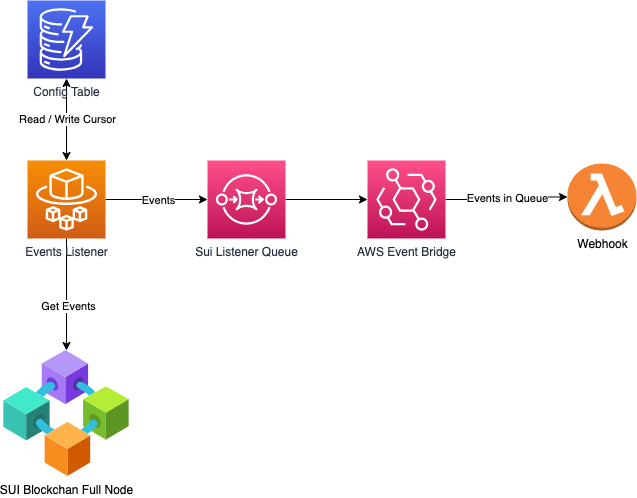 Config Table
Read / Write Cursor
Events
Events in Queue
Events Listener
Sui Listener Queue
AWS Event Bridge
Webhook
Get Events
SUI Blockchan Full Node